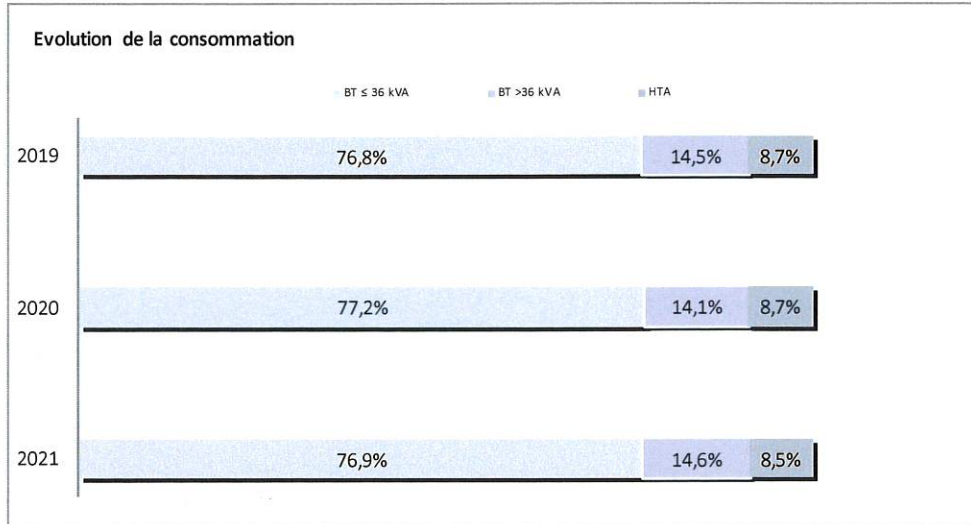 Evolution de la consommation
BT ≤ 36 kVA BT >36 kVA HTA
2019 76,8% 14,5% 8,7%
2020 77,2% 14,1% 8,7%
2021 76,9% 14,6% 8,5%